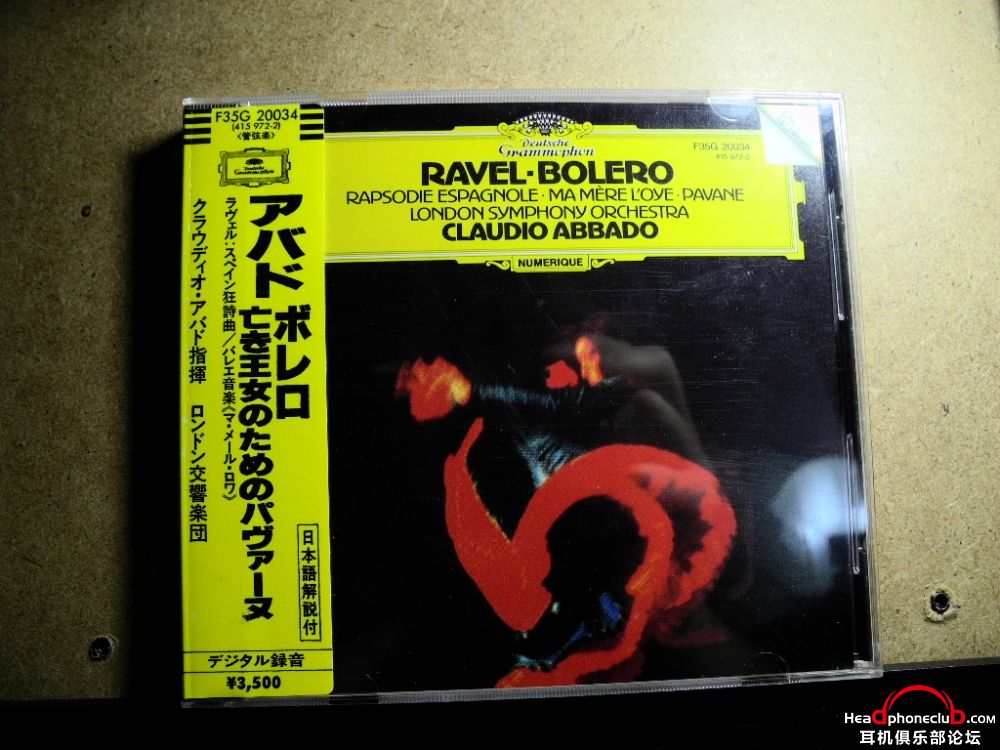 F35G 20034
(415 972-2)
〈管弦楽〉
Deutsche
Grammophon
アバド ボレロ
亡き王女のためのパヴァーヌ
ラヴェル:スペイン狂詩曲/バレエ音楽《マ・メール・ロワ》
クラウディオ・アバド指揮 ロンドン交響楽団
日本語解説付
デジタル録音
¥3,500
Deutsche
Grammophon
F35G 20034
415 972-2
RAVEL·BOLERO
RAPSODIE ESPAGNOLE · MA MÈRE L'OYE · PAVANE
LONDON SYMPHONY ORCHESTRA
CLAUDIO ABBADO
NUMERIQUE
Headphoneclub.com
耳机俱乐部论坛